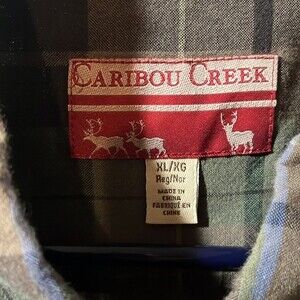 CARIBOU CREEK
XL/XG
Reg/Nor
MADE IN
CHINA
FABRIQUÉ EN
CHINE